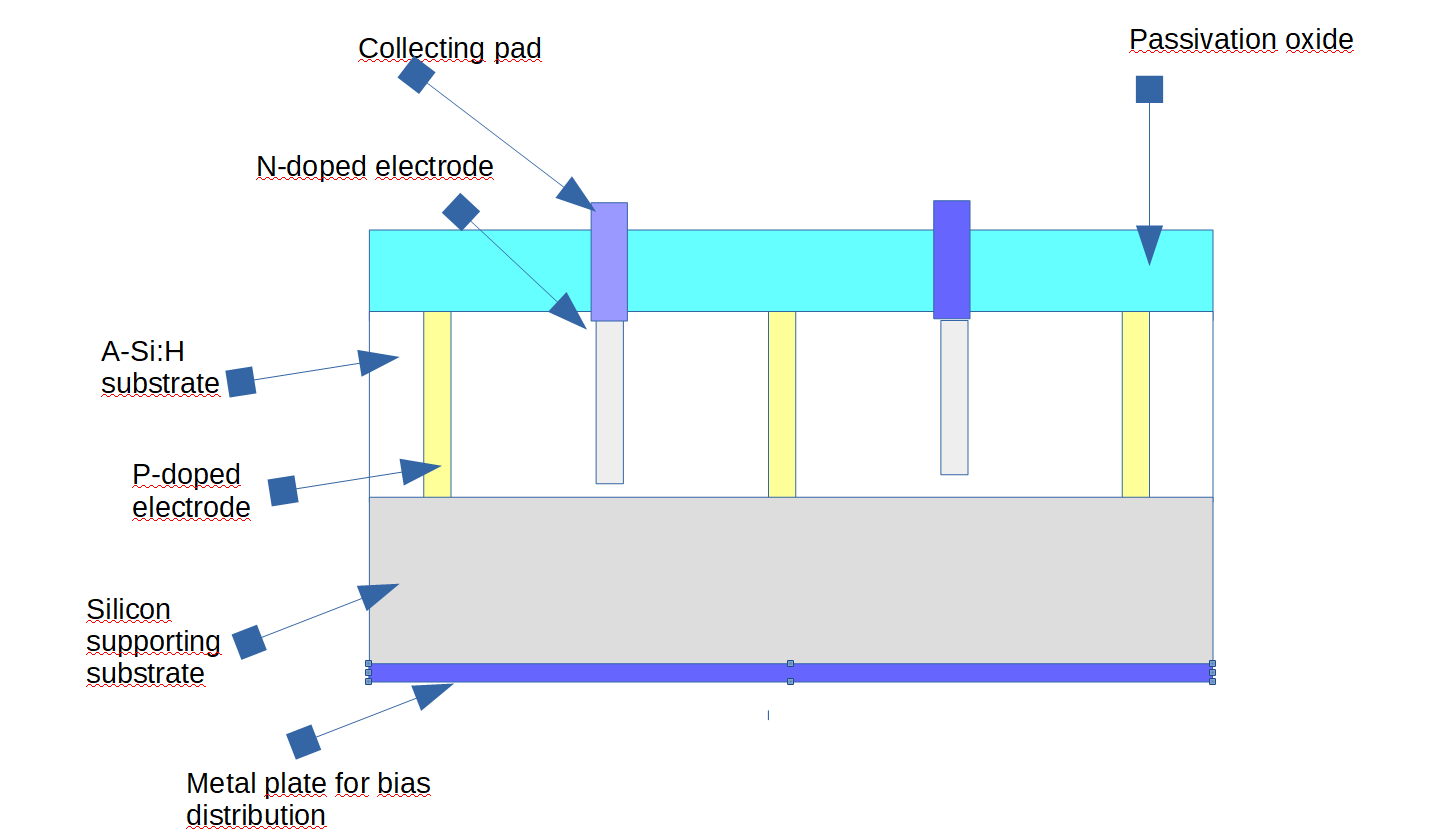 Collecting pad
Passivation oxide
N-doped electrode
A-Si:H
substrate
P-doped
electrode
Silicon
supporting
substrate
Metal plate for bias
distribution